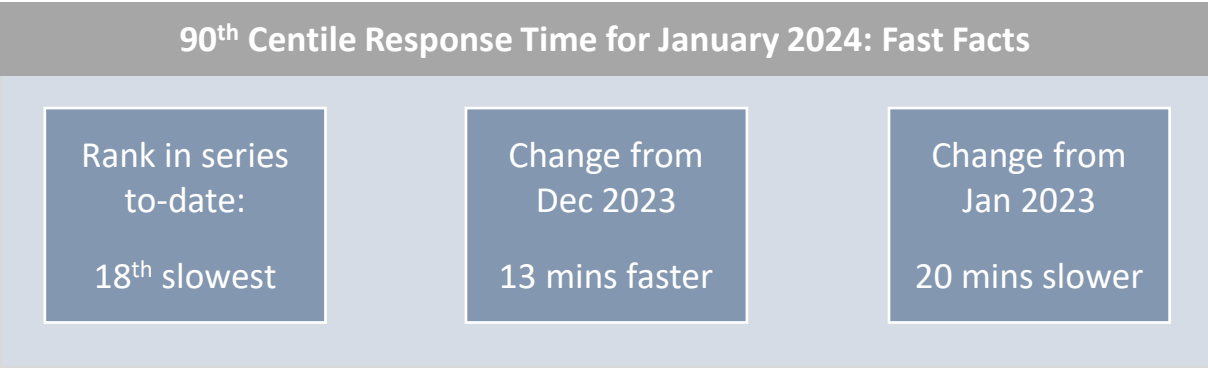 90th Centile Response Time for January 2024: Fast Facts
Rank in series
to-date:
18th slowest
Change from
Dec 2023
13 mins faster
Change from
Jan 2023
20 mins slower